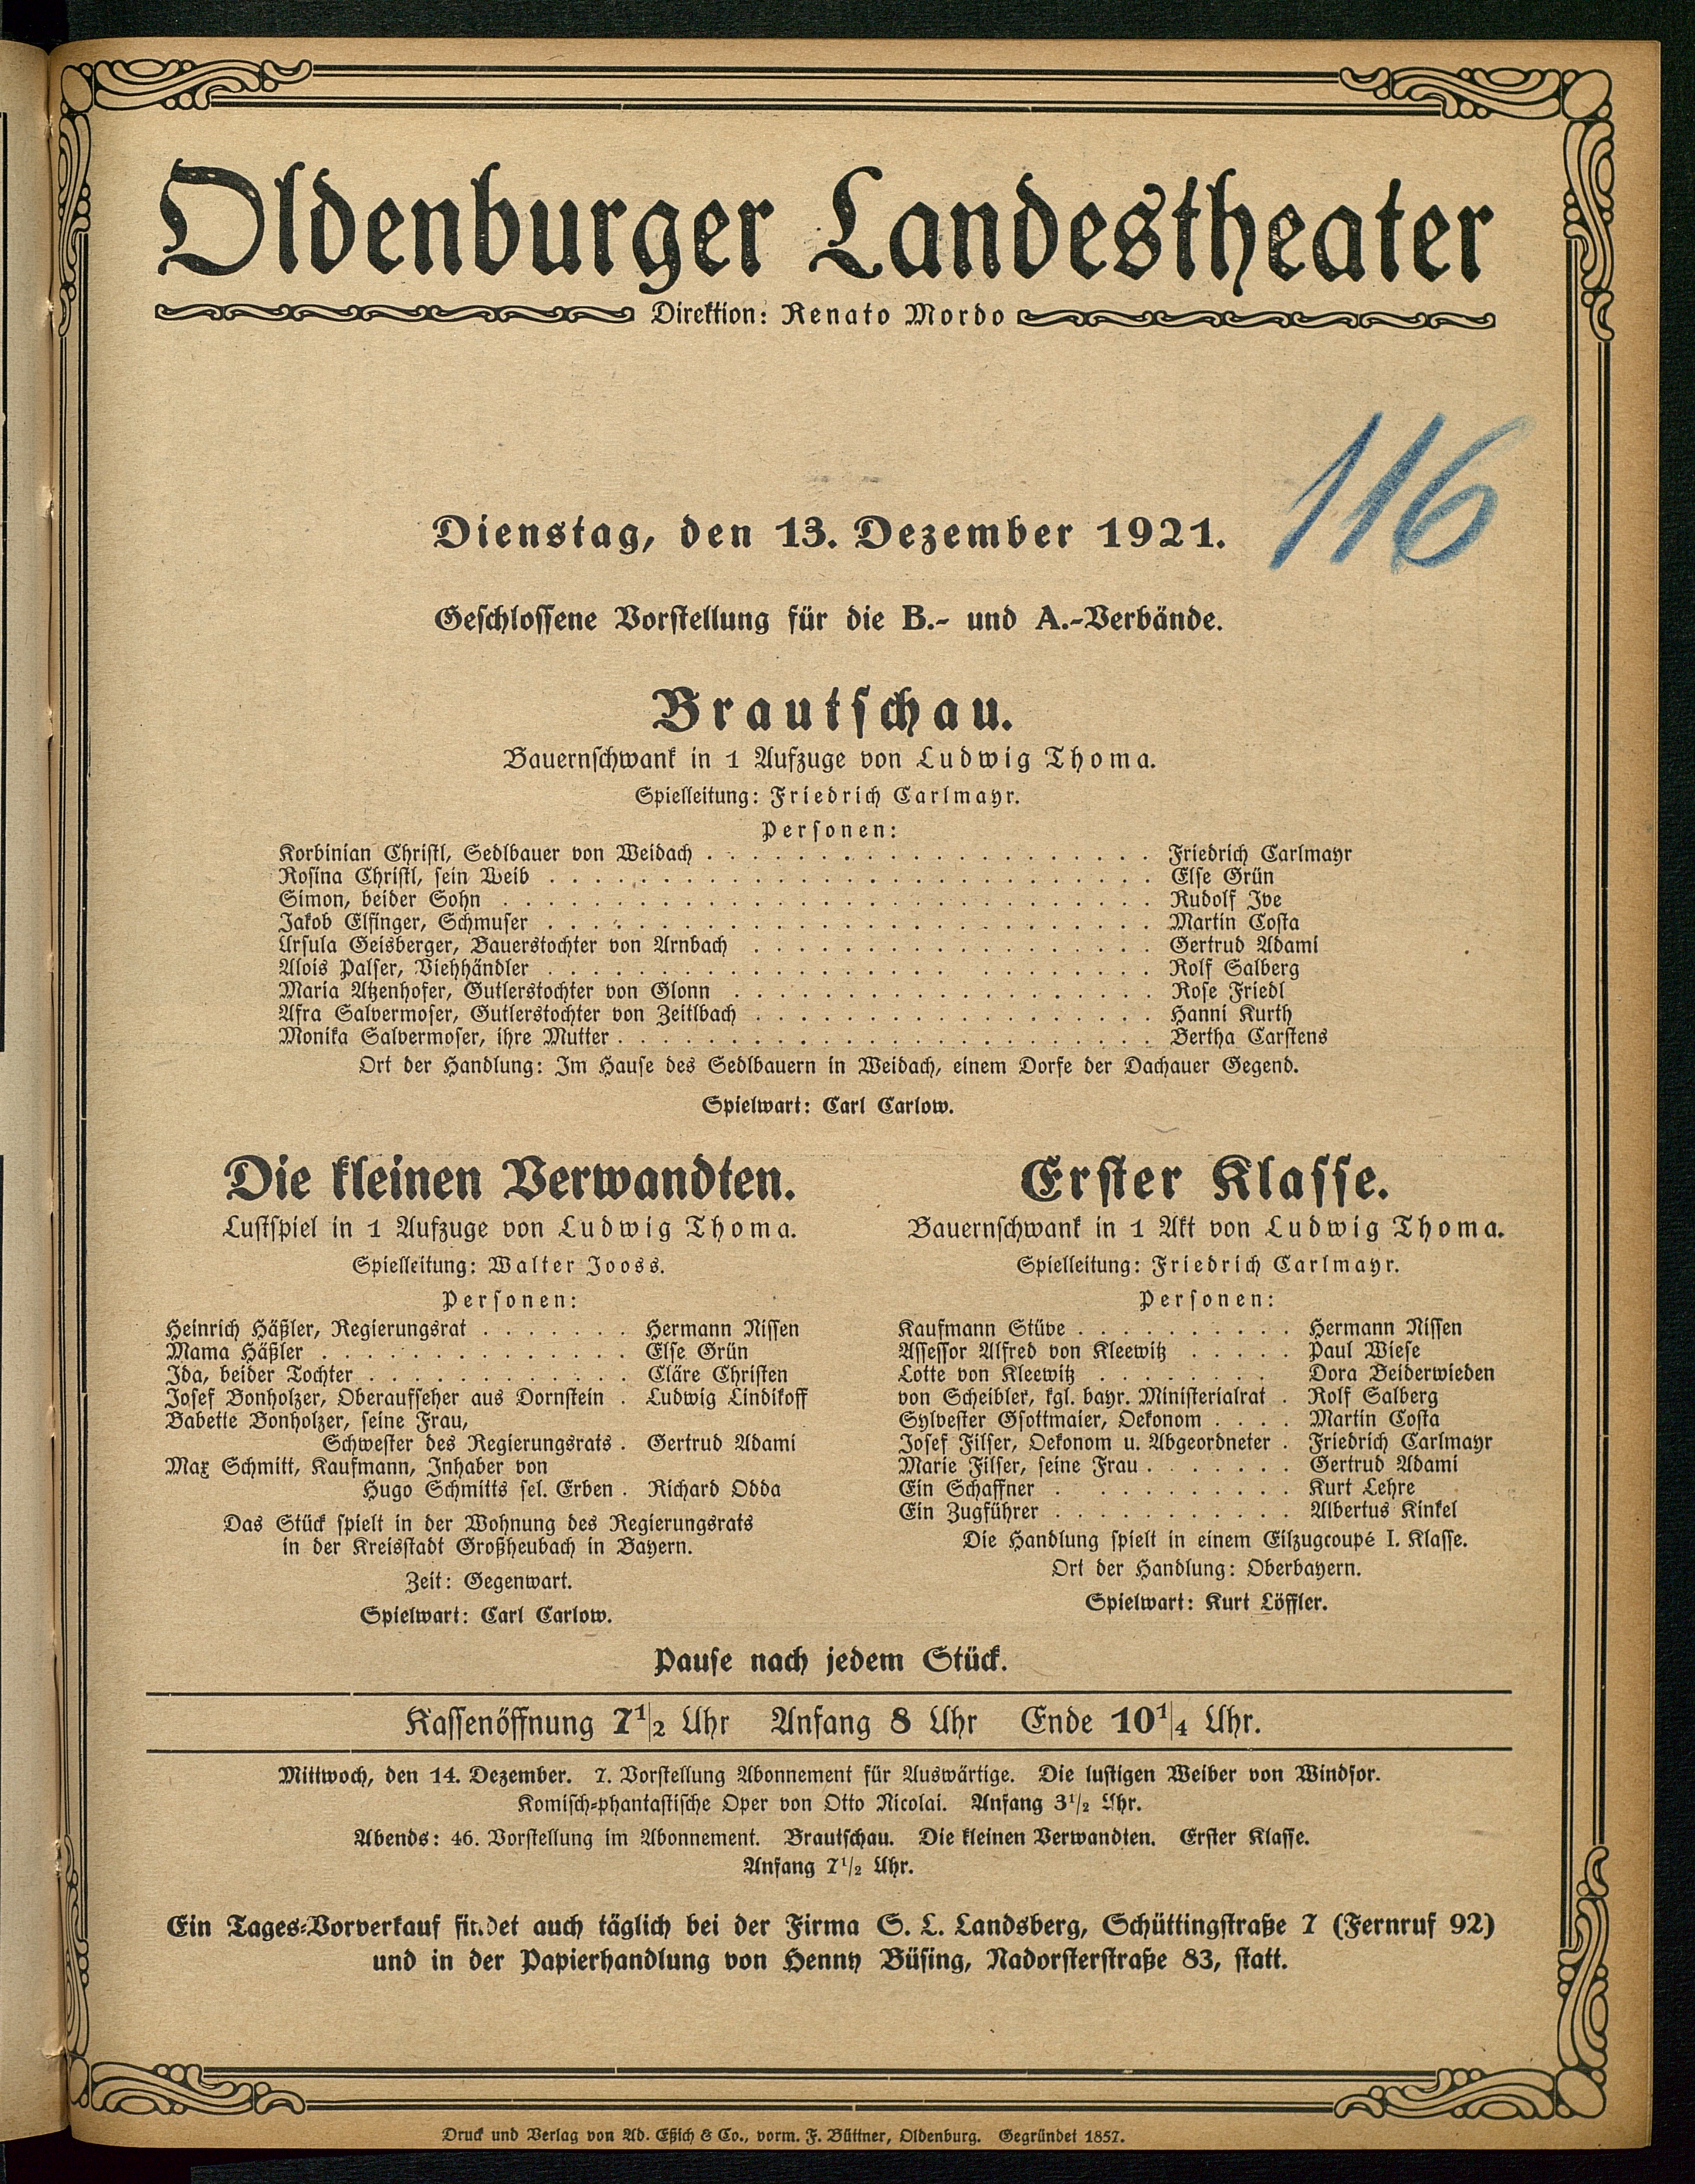 Oldenburger Landestheater
Direktion: Renato Mordo
116
Dienstag, den 13. Dezember 1921.
Geschlossene Vorstellung für die B.- und A.-Verbände.
Brautschau.
Bauernschwank in 1 Aufzuge von Ludwig Thoma.
Spielleitung: Friedrich Carlmayr.
Personen:
Korbinian Christl, Sedlbauer von Weidach . . . Friedrich Carlmayr
Rosina Christl, sein Weib . . . Else Grün
Simon, beider Sohn . . . Rudolf Ive
Jakob Elfinger, Schmuser . . . Martin Costa
Ursula Geisberger, Bauerstochter von Arnbach . . . Gertrud Adami
Alois Palser, Viehhändler . . . Rolf Salberg
Maria Atzenhofer, Gutlerstochter von Glonn . . . Rose Friedl
Afra Salvermoser, Gutlerstochter von Zeitlbach . . . Hanni Kurth
Monika Salvermoser, ihre Mutter . . . Bertha Carstens
Ort der Handlung: Im Hause des Sedlbauern in Weidach, einem Dorfe der Dachauer Gegend.
Spielwart: Carl Carlow.
Die kleinen Verwandten.
Lustspiel in 1 Aufzuge von Ludwig Thoma.
Spielleitung: Walter Jooss.
Personen:
Heinrich Häßler, Regierungsrat . . . Hermann Nissen
Mama Häßler . . . Else Grün
Ida, beider Tochter . . . Cläre Christen
Josef Bonholzer, Oberaufseher aus Dornstein . Ludwig Lindikoff
Babette Bonholzer, seine Frau,
Schwester des Regierungsrats . Gertrud Adami
Max Schmitt, Kaufmann, Inhaber von
Hugo Schmitts sel. Erben . Richard Odda
Das Stück spielt in der Wohnung des Regierungsrats
in der Kreisstadt Großheubach in Bayern.
Zeit: Gegenwart.
Spielwart: Carl Carlow.
Erster Klasse.
Bauernschwank in 1 Akt von Ludwig Thoma.
Spielleitung: Friedrich Carlmayr.
Personen:
Kaufmann Stüve . . . Hermann Nissen
Assessor Alfred von Kleewitz . . . Paul Wiese
Lotte von Kleewitz . . . Dora Beiderwieden
von Scheibler, kgl. bayr. Ministerialrat . Rolf Salberg
Sylvester Gsottmaier, Oekonom . . . Martin Costa
Josef Filser, Oekonom u. Abgeordneter . Friedrich Carlmayr
Marie Filser, seine Frau . . . Gertrud Adami
Ein Schaffner . . . Kurt Lehre
Ein Zugführer . . . Albertus Kinkel
Die Handlung spielt in einem Eilzugcoupé I. Klasse.
Ort der Handlung: Oberbayern.
Spielwart: Kurt Löffler.
Pause nach jedem Stück.
Kassenöffnung 7 1/2 Uhr Anfang 8 Uhr Ende 10 1/4 Uhr.
Mittwoch, den 14. Dezember. 7. Vorstellung Abonnement für Auswärtige. Die lustigen Weiber von Windsor.
Komisch-phantastische Oper von Otto Nicolai. Anfang 3 1/2 Uhr.
Abends: 46. Vorstellung im Abonnement. Brautschau. Die kleinen Verwandten. Erster Klasse.
Anfang 7 1/2 Uhr.
Ein Tages-Vorverkauf findet auch täglich bei der Firma S. L. Landsberg, Schüttingstraße 7 (Fernruf 92)
und in der Papierhandlung von Henny Büsing, Nadorsterstraße 83, statt.
Druck und Verlag von Ad. Eßich & Co., vorm. F. Büttner, Oldenburg. Gegründet 1857.